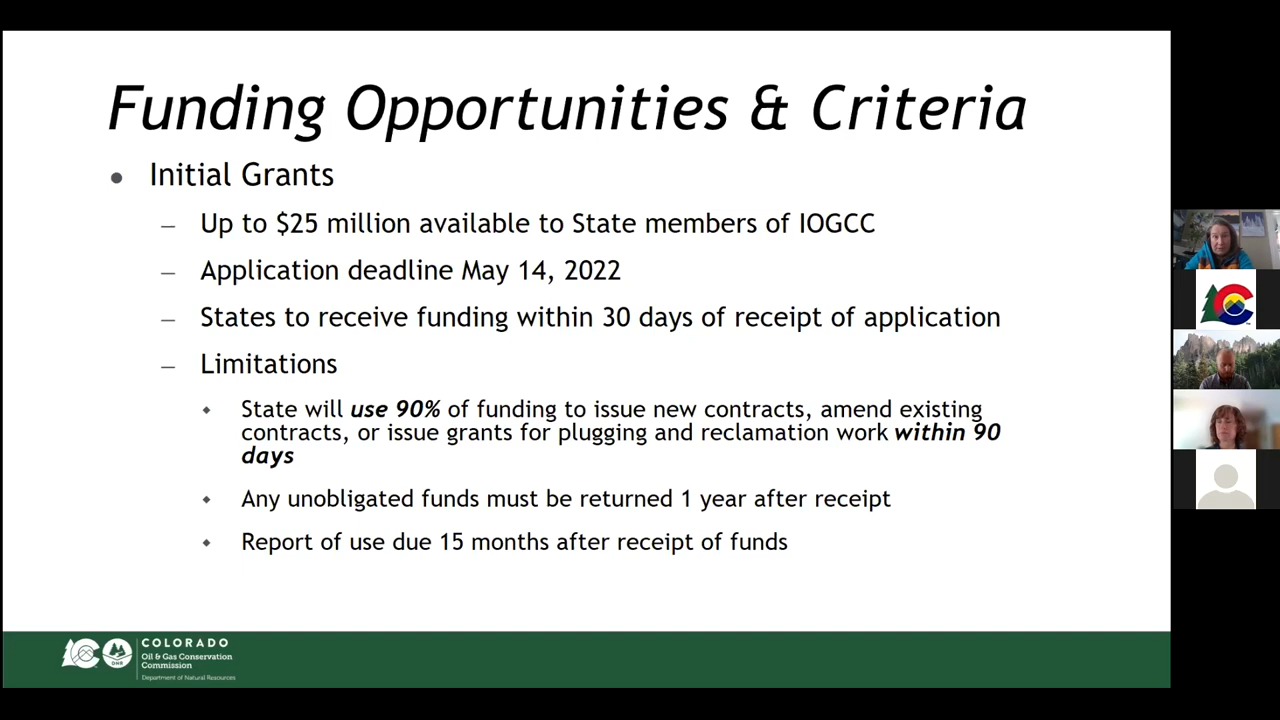 Funding Opportunities & Criteria
● Initial Grants
– Up to $25 million available to State members of IOGCC
– Application deadline May 14, 2022
– States to receive funding within 30 days of receipt of application
– Limitations
◆ State will use 90% of funding to issue new contracts, amend existing
contracts, or issue grants for plugging and reclamation work within 90
days
◆ Any unobligated funds must be returned 1 year after receipt
◆ Report of use due 15 months after receipt of funds
COLORADO
Oil & Gas Conservation
Commission
Department of Natural Resources
DNR